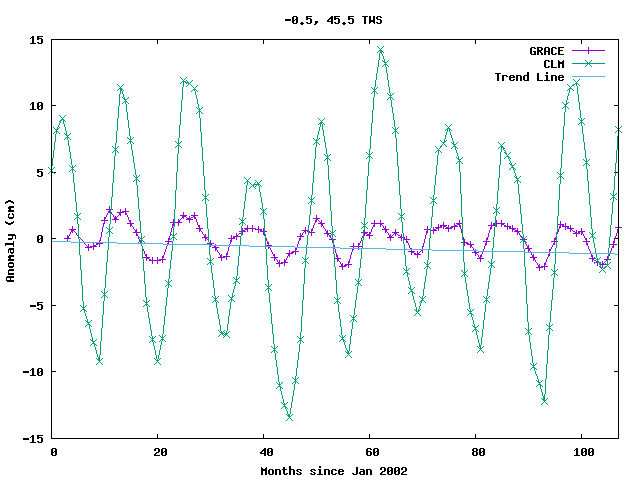 -0.5, 45.5 TWS
GRACE
CLM
Trend Line
15
10
5
0
-5
-10
-15
Anomaly (cm)
0 20 40 60 80 100
Months since Jan 2002